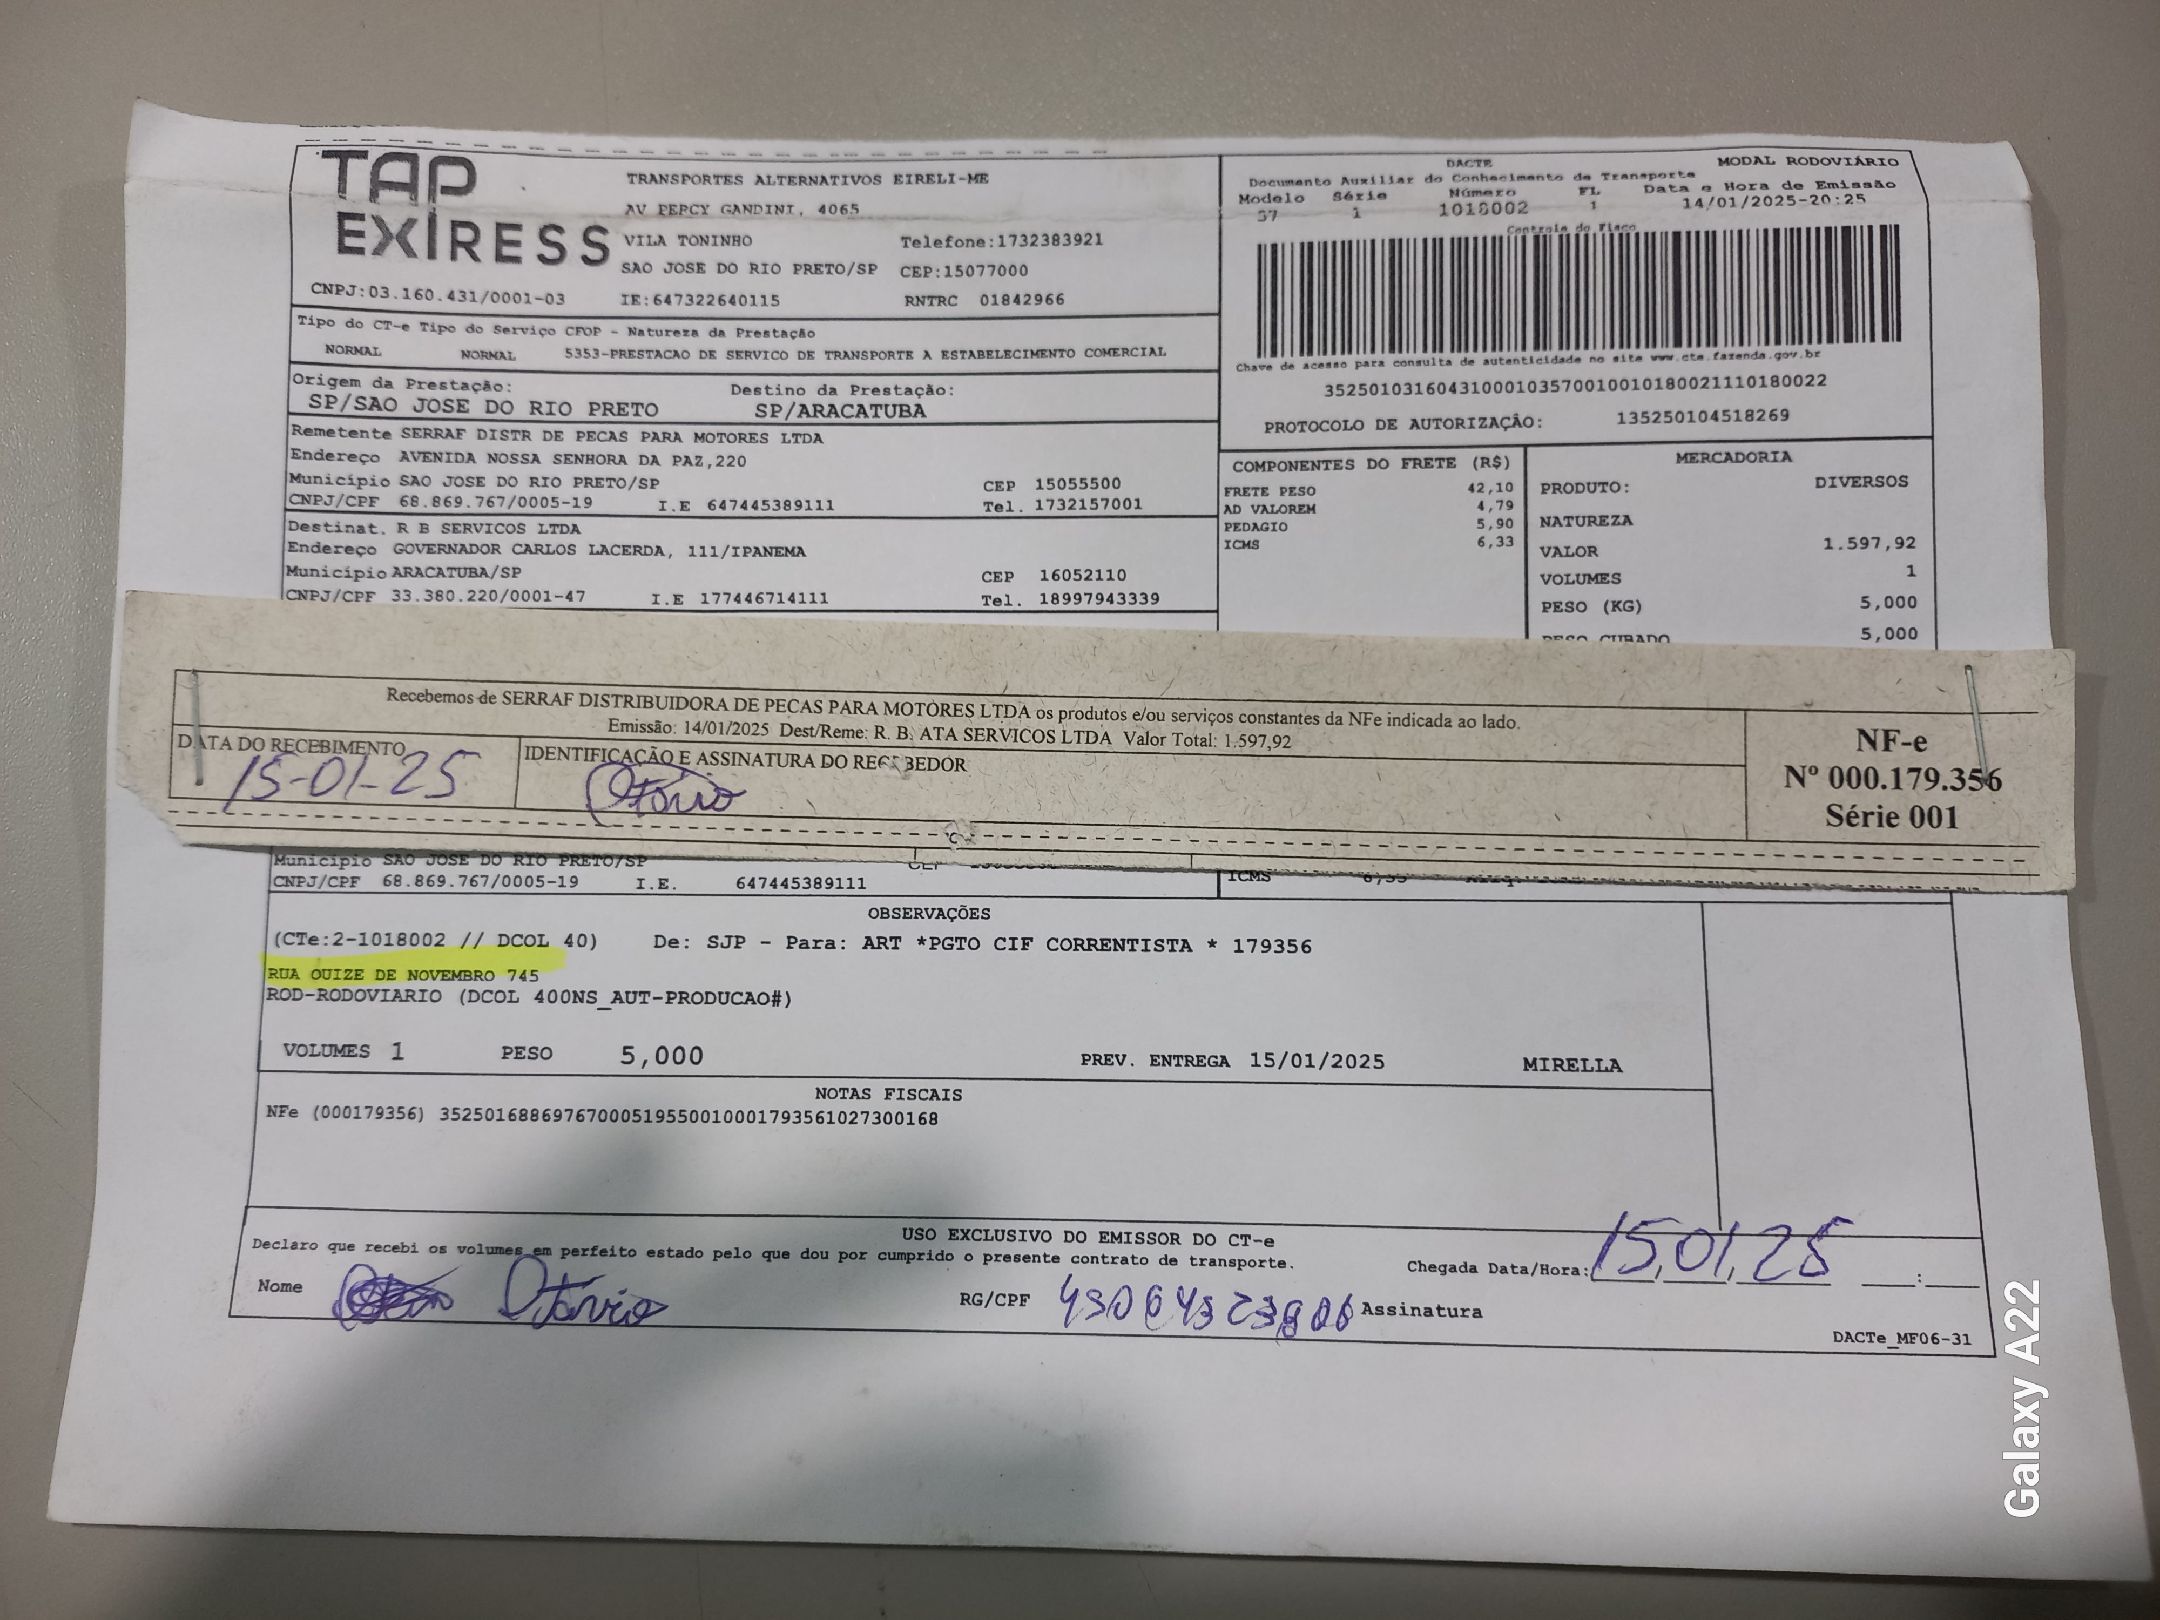 TAP
EXIRESS
TRANSPORTES ALTERNATIVOS EIRELI-ME
AV PERCY GANDINI, 4065
VILA TONINHO Telefone:1732383921
SAO JOSE DO RIO PRETO/SP CEP:15077000
CNPJ:03.160.431/0001-03 IE:647322640115 RNTRC 01842966
DACTE MODAL RODOVIÁRIO
Documento Auxiliar do Conhecimento de Transporte
Modelo Série Número FL Data e Hora de Emissão
57 1 1018002 1 14/01/2025-20:25
Controle do Fisco
Chave de acesso para consulta de autenticidade no site www.cte.fazenda.gov.br
35250103160431000103570010010180021110180022
PROTOCOLO DE AUTORIZAÇÃO: 135250104518269
Tipo do CT-e Tipo do Serviço CFOP - Natureza da Prestação
NORMAL NORMAL 5353-PRESTACAO DE SERVICO DE TRANSPORTE A ESTABELECIMENTO COMERCIAL
Origem da Prestação: Destino da Prestação:
SP/SAO JOSE DO RIO PRETO SP/ARACATUBA
Remetente SERRAF DISTR DE PECAS PARA MOTORES LTDA
Endereço AVENIDA NOSSA SENHORA DA PAZ,220
Município SAO JOSE DO RIO PRETO/SP CEP 15055500
CNPJ/CPF 68.869.767/0005-19 I.E 647445389111 Tel. 1732157001
Destinat. R B SERVICOS LTDA
Endereço GOVERNADOR CARLOS LACERDA, 111/IPANEMA
Município ARACATUBA/SP CEP 16052110
CNPJ/CPF 33.380.220/0001-47 I.E 177446714111 Tel. 18997943339
COMPONENTES DO FRETE (R$)
FRETE PESO 42,10
AD VALOREM 4,79
PEDAGIO 5,90
ICMS 6,33
MERCADORIA
PRODUTO: DIVERSOS
NATUREZA
VALOR 1.597,92
VOLUMES 1
PESO (KG) 5,000
PESO CUBADO 5,000
Recebemos de SERRAF DISTRIBUIDORA DE PECAS PARA MOTORES LTDA os produtos e/ou serviços constantes da NFe indicada ao lado.
Emissão: 14/01/2025 Dest/Reme: R. B. ATA SERVICOS LTDA Valor Total: 1.597,92
DATA DO RECEBIMENTO IDENTIFICAÇÃO E ASSINATURA DO RECEBEDOR
15-01-25 Otávio
NF-e
Nº 000.179.356
Série 001
Município SAO JOSE DO RIO PRETO/SP CEP
CNPJ/CPF 68.869.767/0005-19 I.E. 647445389111
ICMS 6,33
OBSERVAÇÕES
(CTe:2-1018002 // DCOL 40) De: SJP - Para: ART *PGTO CIF CORRENTISTA * 179356
RUA QUIZE DE NOVEMBRO 745
ROD-RODOVIARIO (DCOL 400NS_AUT-PRODUCAO#)
VOLUMES 1 PESO 5,000 PREV. ENTREGA 15/01/2025 MIRELLA
NOTAS FISCAIS
NFe (000179356) 35250168869767000519550010001793561027300168
USO EXCLUSIVO DO EMISSOR DO CT-e
Declaro que recebi os volumes em perfeito estado pelo que dou por cumprido o presente contrato de transporte.
Chegada Data/Hora: 15,01,25 :
Nome Otávio RG/CPF Assinatura
DACTe_MF06-31
Galaxy A22